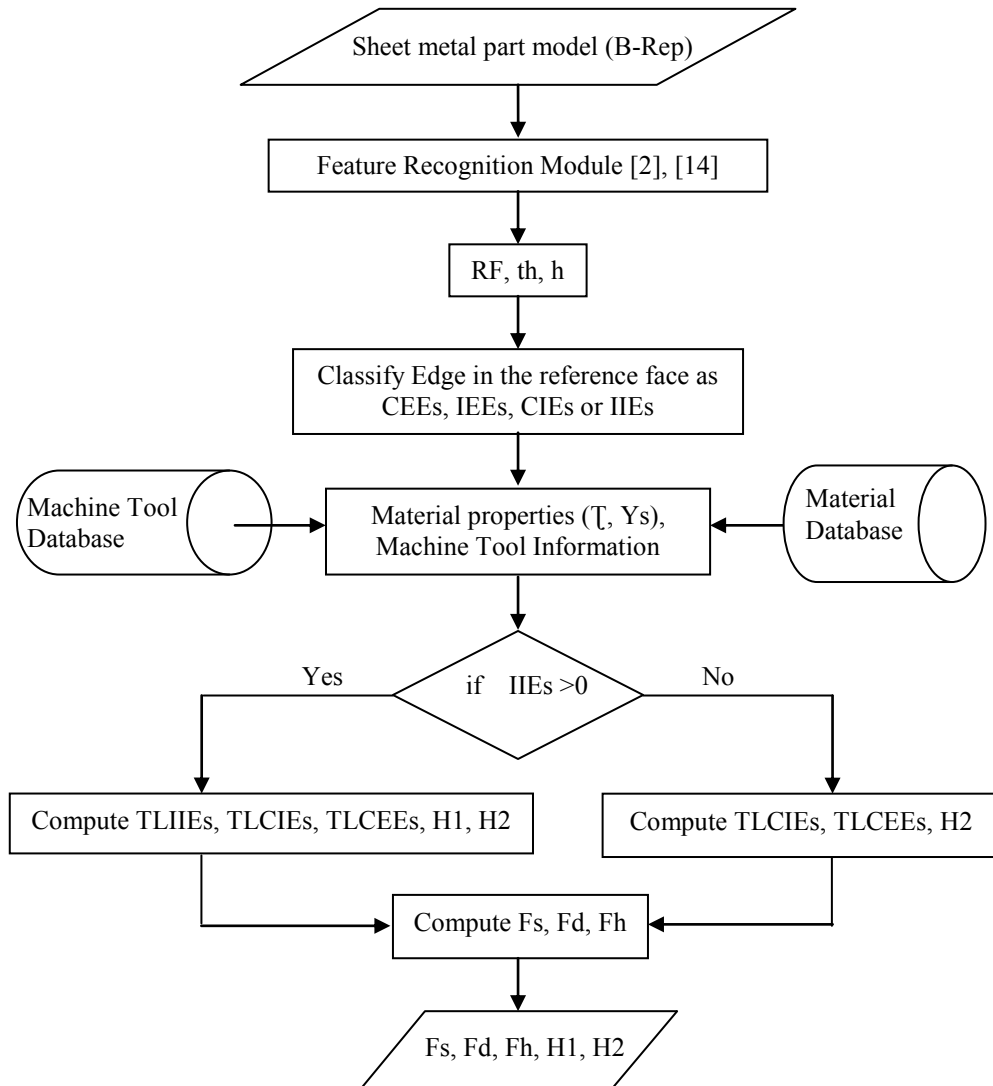 Sheet metal part model (B-Rep)
Feature Recognition Module [2], [14]
RF, th, h
Classify Edge in the reference face as
CEEs, IEEs, CIEs or IIEs
Machine Tool
Database
Material properties (Ʈ, Ys),
Machine Tool Information
Material
Database
Yes
if IIEs >0
No
Compute TLIIEs, TLCIEs, TLCEEs, H1, H2
Compute TLCIEs, TLCEEs, H2
Compute Fs, Fd, Fh
Fs, Fd, Fh, H1, H2